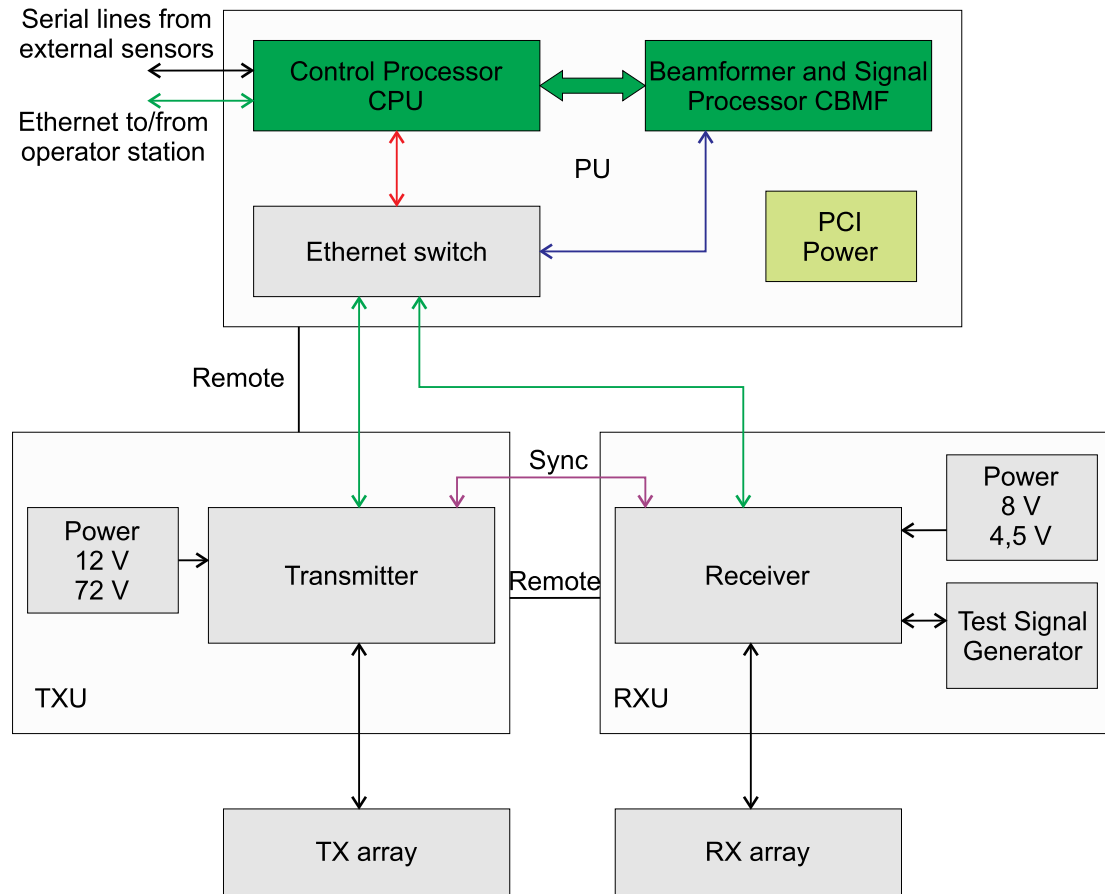 Serial lines from
external sensors
Ethernet to/from
operator station
Control Processor
CPU
Beamformer and Signal
Processor CBMF
PU
Ethernet switch
PCI
Power
Remote
Sync
Power
12 V
72 V
Transmitter
TXU
Remote
Receiver
Power
8 V
4,5 V
Test Signal
Generator
RXU
TX array
RX array